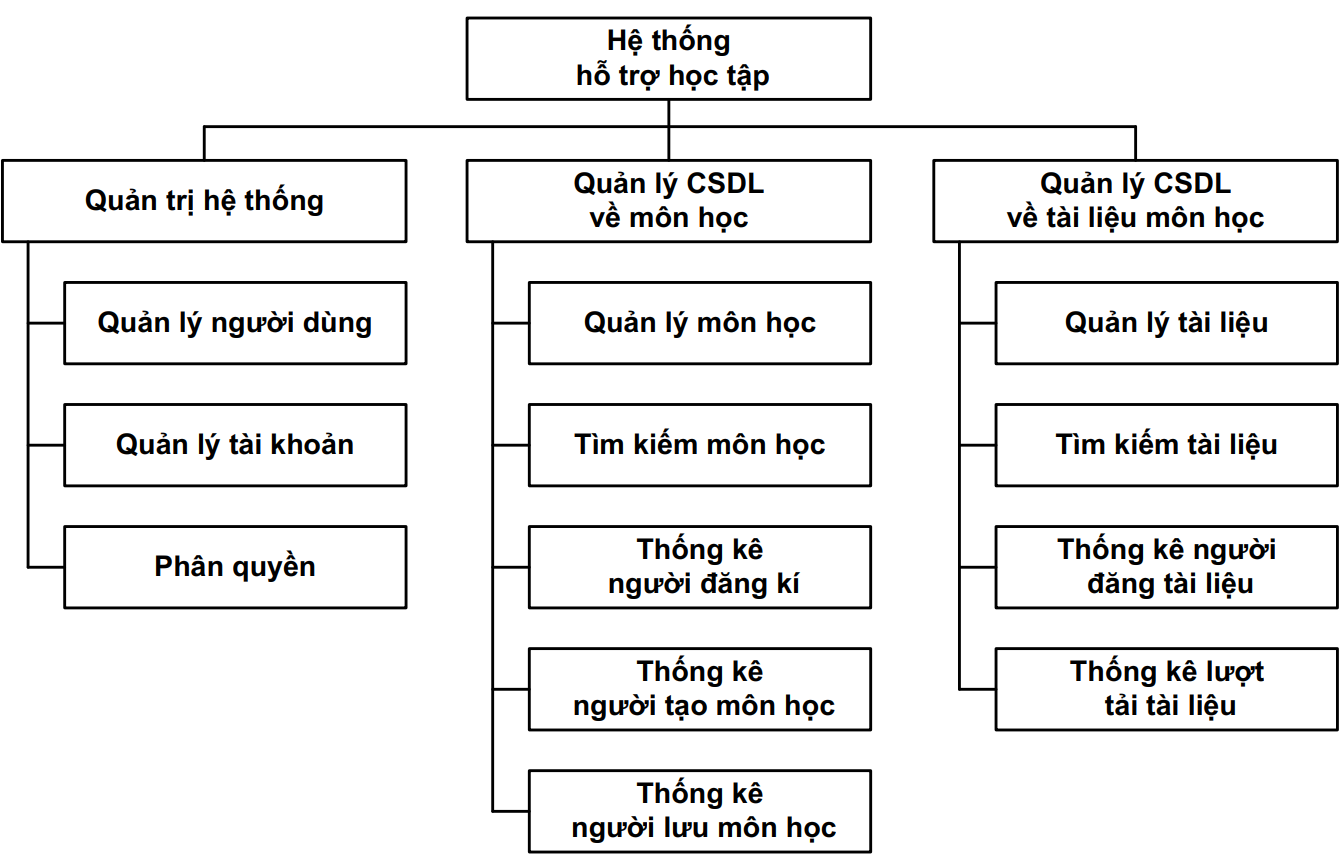 Hệ thống
hỗ trợ học tập
Quản trị hệ thống
Quản lý người dùng
Quản lý tài khoản
Phân quyền
Quản lý CSDL
về môn học
Quản lý môn học
Tìm kiếm môn học
Thống kê
người đăng kí
Thống kê
người tạo môn học
Thống kê
người lưu môn học
Quản lý CSDL
về tài liệu môn học
Quản lý tài liệu
Tìm kiếm tài liệu
Thống kê người
đăng tài liệu
Thống kê lượt
tải tài liệu